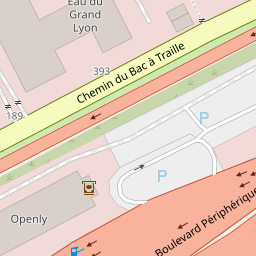 Eau du
Grand
Lyon
393
Chemin du Bac à Traille
189
P
P
Openly
Boulevard Périphérique